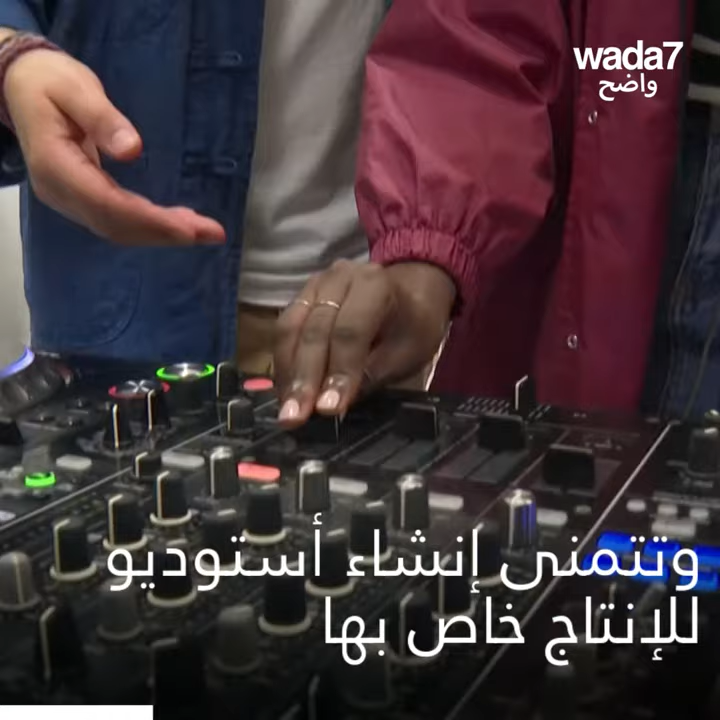 wada7
واضح
وتتمنى إنشاء أستوديو
للإنتاج خاص بها